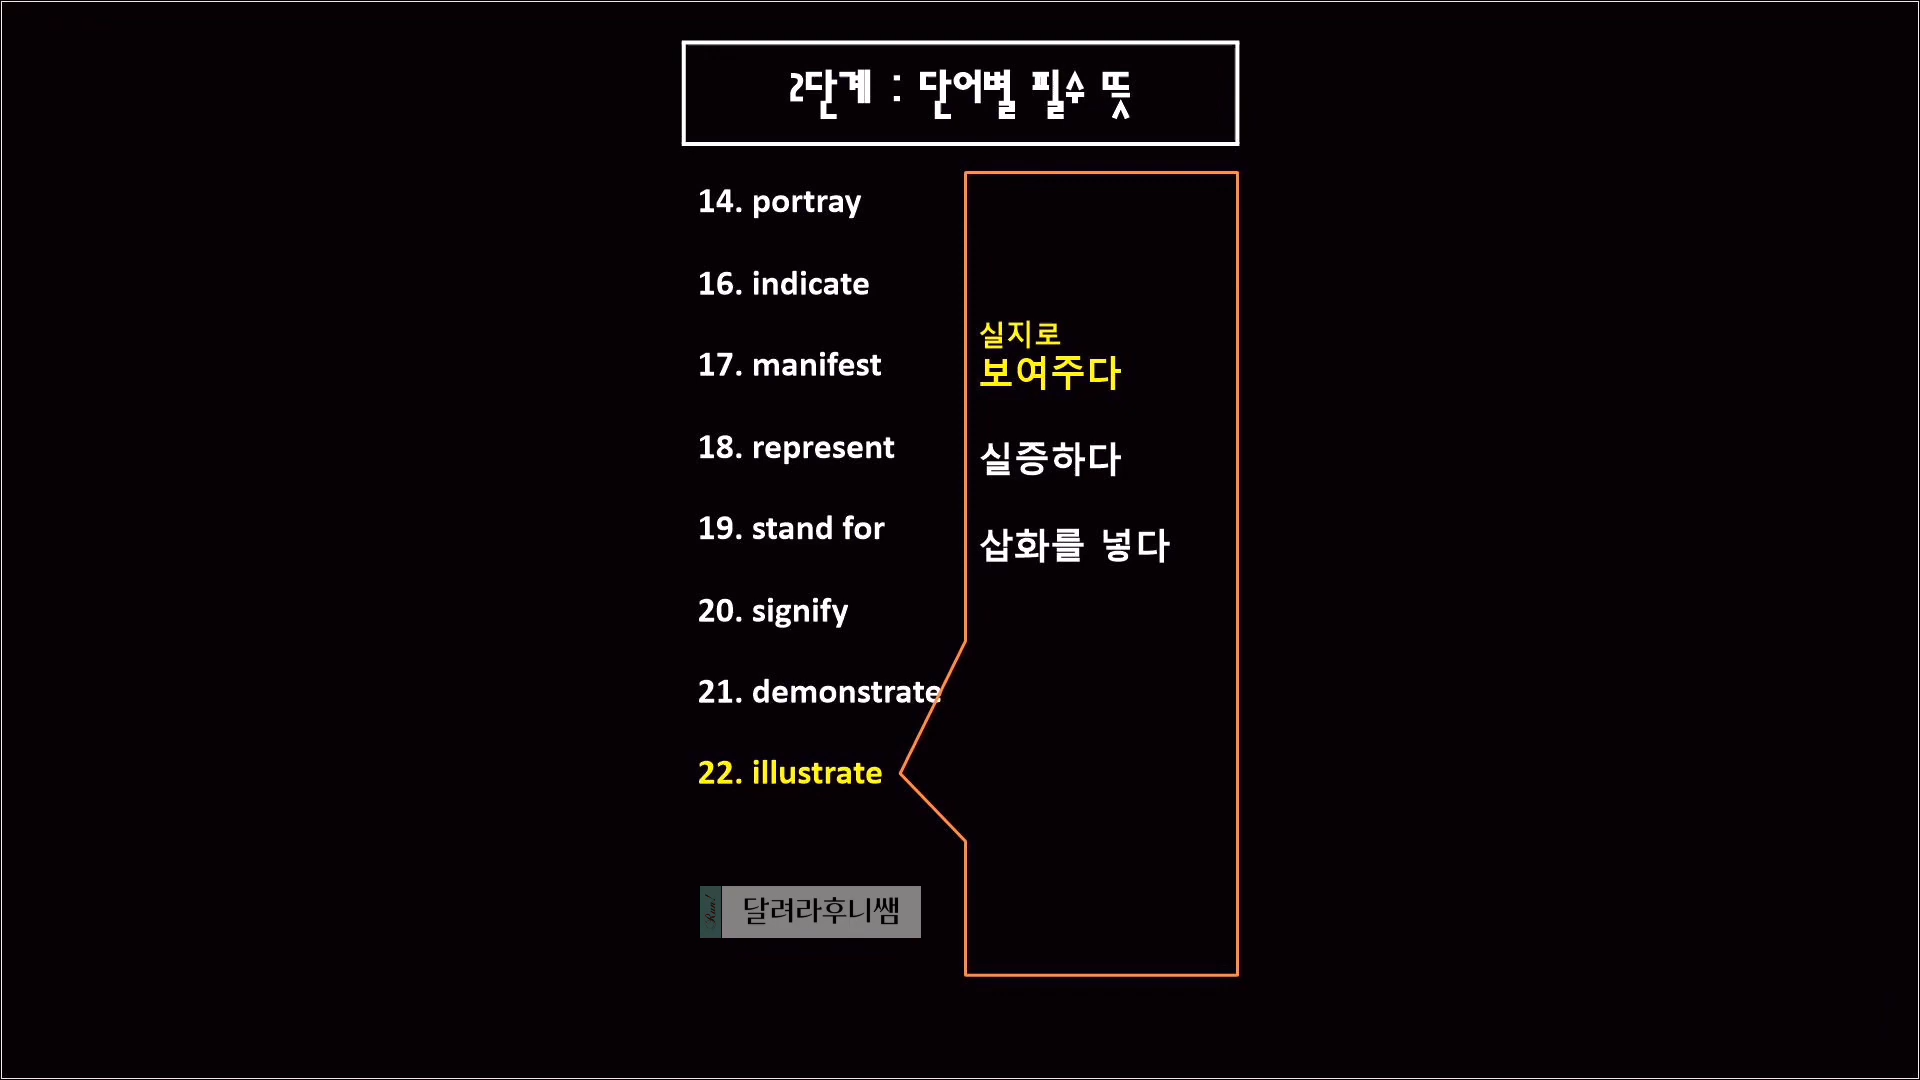 2단계 : 단어별 필수 뜻
14. portray
16. indicate
17. manifest
18. represent
19. stand for
20. signify
21. demonstrate
22. illustrate
실지로
보여주다
실증하다
삽화를 넣다
Run!
달려라후니쌤